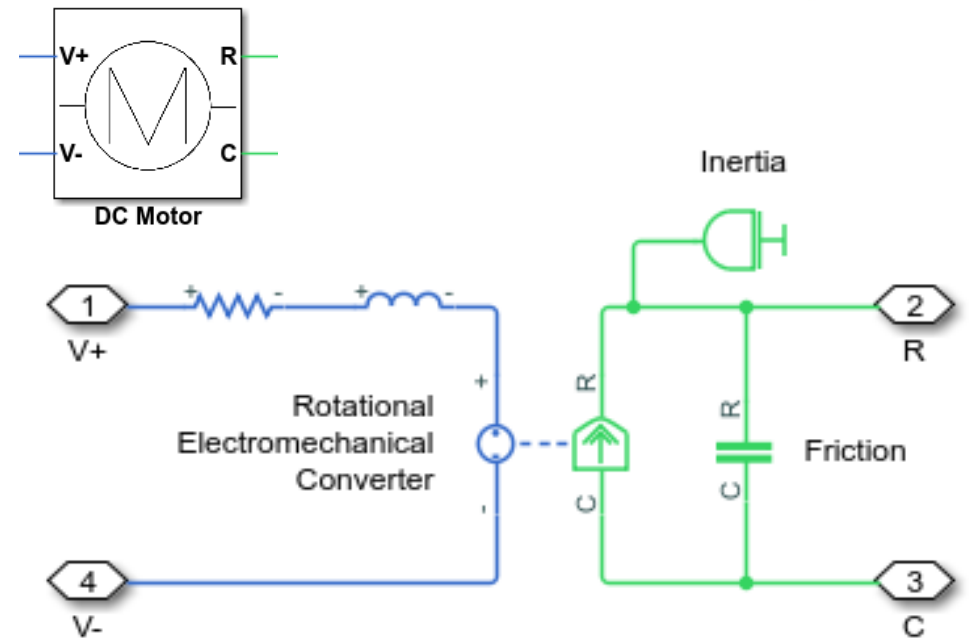 V+
R
V-
C
DC Motor
Inertia
+
-
+
-
1
V+
2
R
+
R
Rotational
Electromechanical
Converter
R
Friction
C
C
-
4
V-
3
C